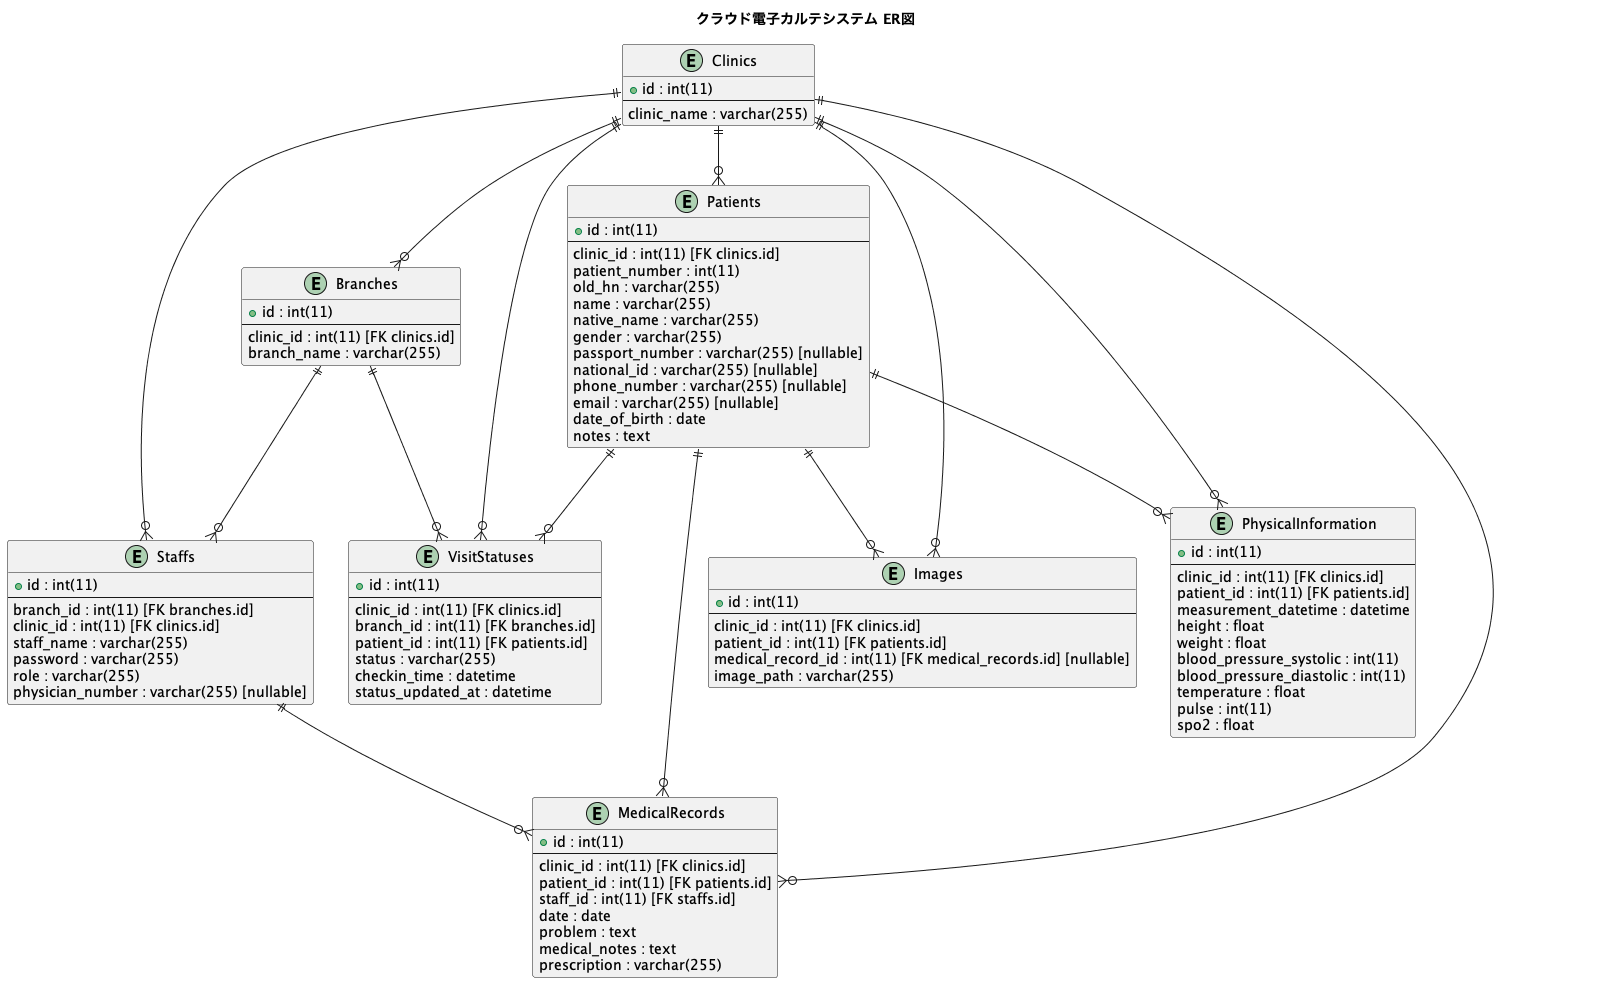 クラウド電子カルテシステム ER図
E Clinics
id : int(11)
clinic_name : varchar(255)
E Patients
id : int(11)
clinic_id : int(11) [FK clinics.id]
patient_number : int(11)
old_hn : varchar(255)
name : varchar(255)
native_name : varchar(255)
gender : varchar(255)
passport_number : varchar(255) [nullable]
national_id : varchar(255) [nullable]
phone_number : varchar(255) [nullable]
email : varchar(255) [nullable]
date_of_birth : date
notes : text
E Branches
id : int(11)
clinic_id : int(11) [FK clinics.id]
branch_name : varchar(255)
E Staffs
id : int(11)
branch_id : int(11) [FK branches.id]
clinic_id : int(11) [FK clinics.id]
staff_name : varchar(255)
password : varchar(255)
role : varchar(255)
physician_number : varchar(255) [nullable]
E VisitStatuses
id : int(11)
clinic_id : int(11) [FK clinics.id]
branch_id : int(11) [FK branches.id]
patient_id : int(11) [FK patients.id]
status : varchar(255)
checkin_time : datetime
status_updated_at : datetime
E Images
id : int(11)
clinic_id : int(11) [FK clinics.id]
patient_id : int(11) [FK patients.id]
medical_record_id : int(11) [FK medical_records.id] [nullable]
image_path : varchar(255)
E PhysicalInformation
id : int(11)
clinic_id : int(11) [FK clinics.id]
patient_id : int(11) [FK patients.id]
measurement_datetime : datetime
height : float
weight : float
blood_pressure_systolic : int(11)
blood_pressure_diastolic : int(11)
temperature : float
pulse : int(11)
spo2 : float
E MedicalRecords
id : int(11)
clinic_id : int(11) [FK clinics.id]
patient_id : int(11) [FK patients.id]
staff_id : int(11) [FK staffs.id]
date : date
problem : text
medical_notes : text
prescription : varchar(255)